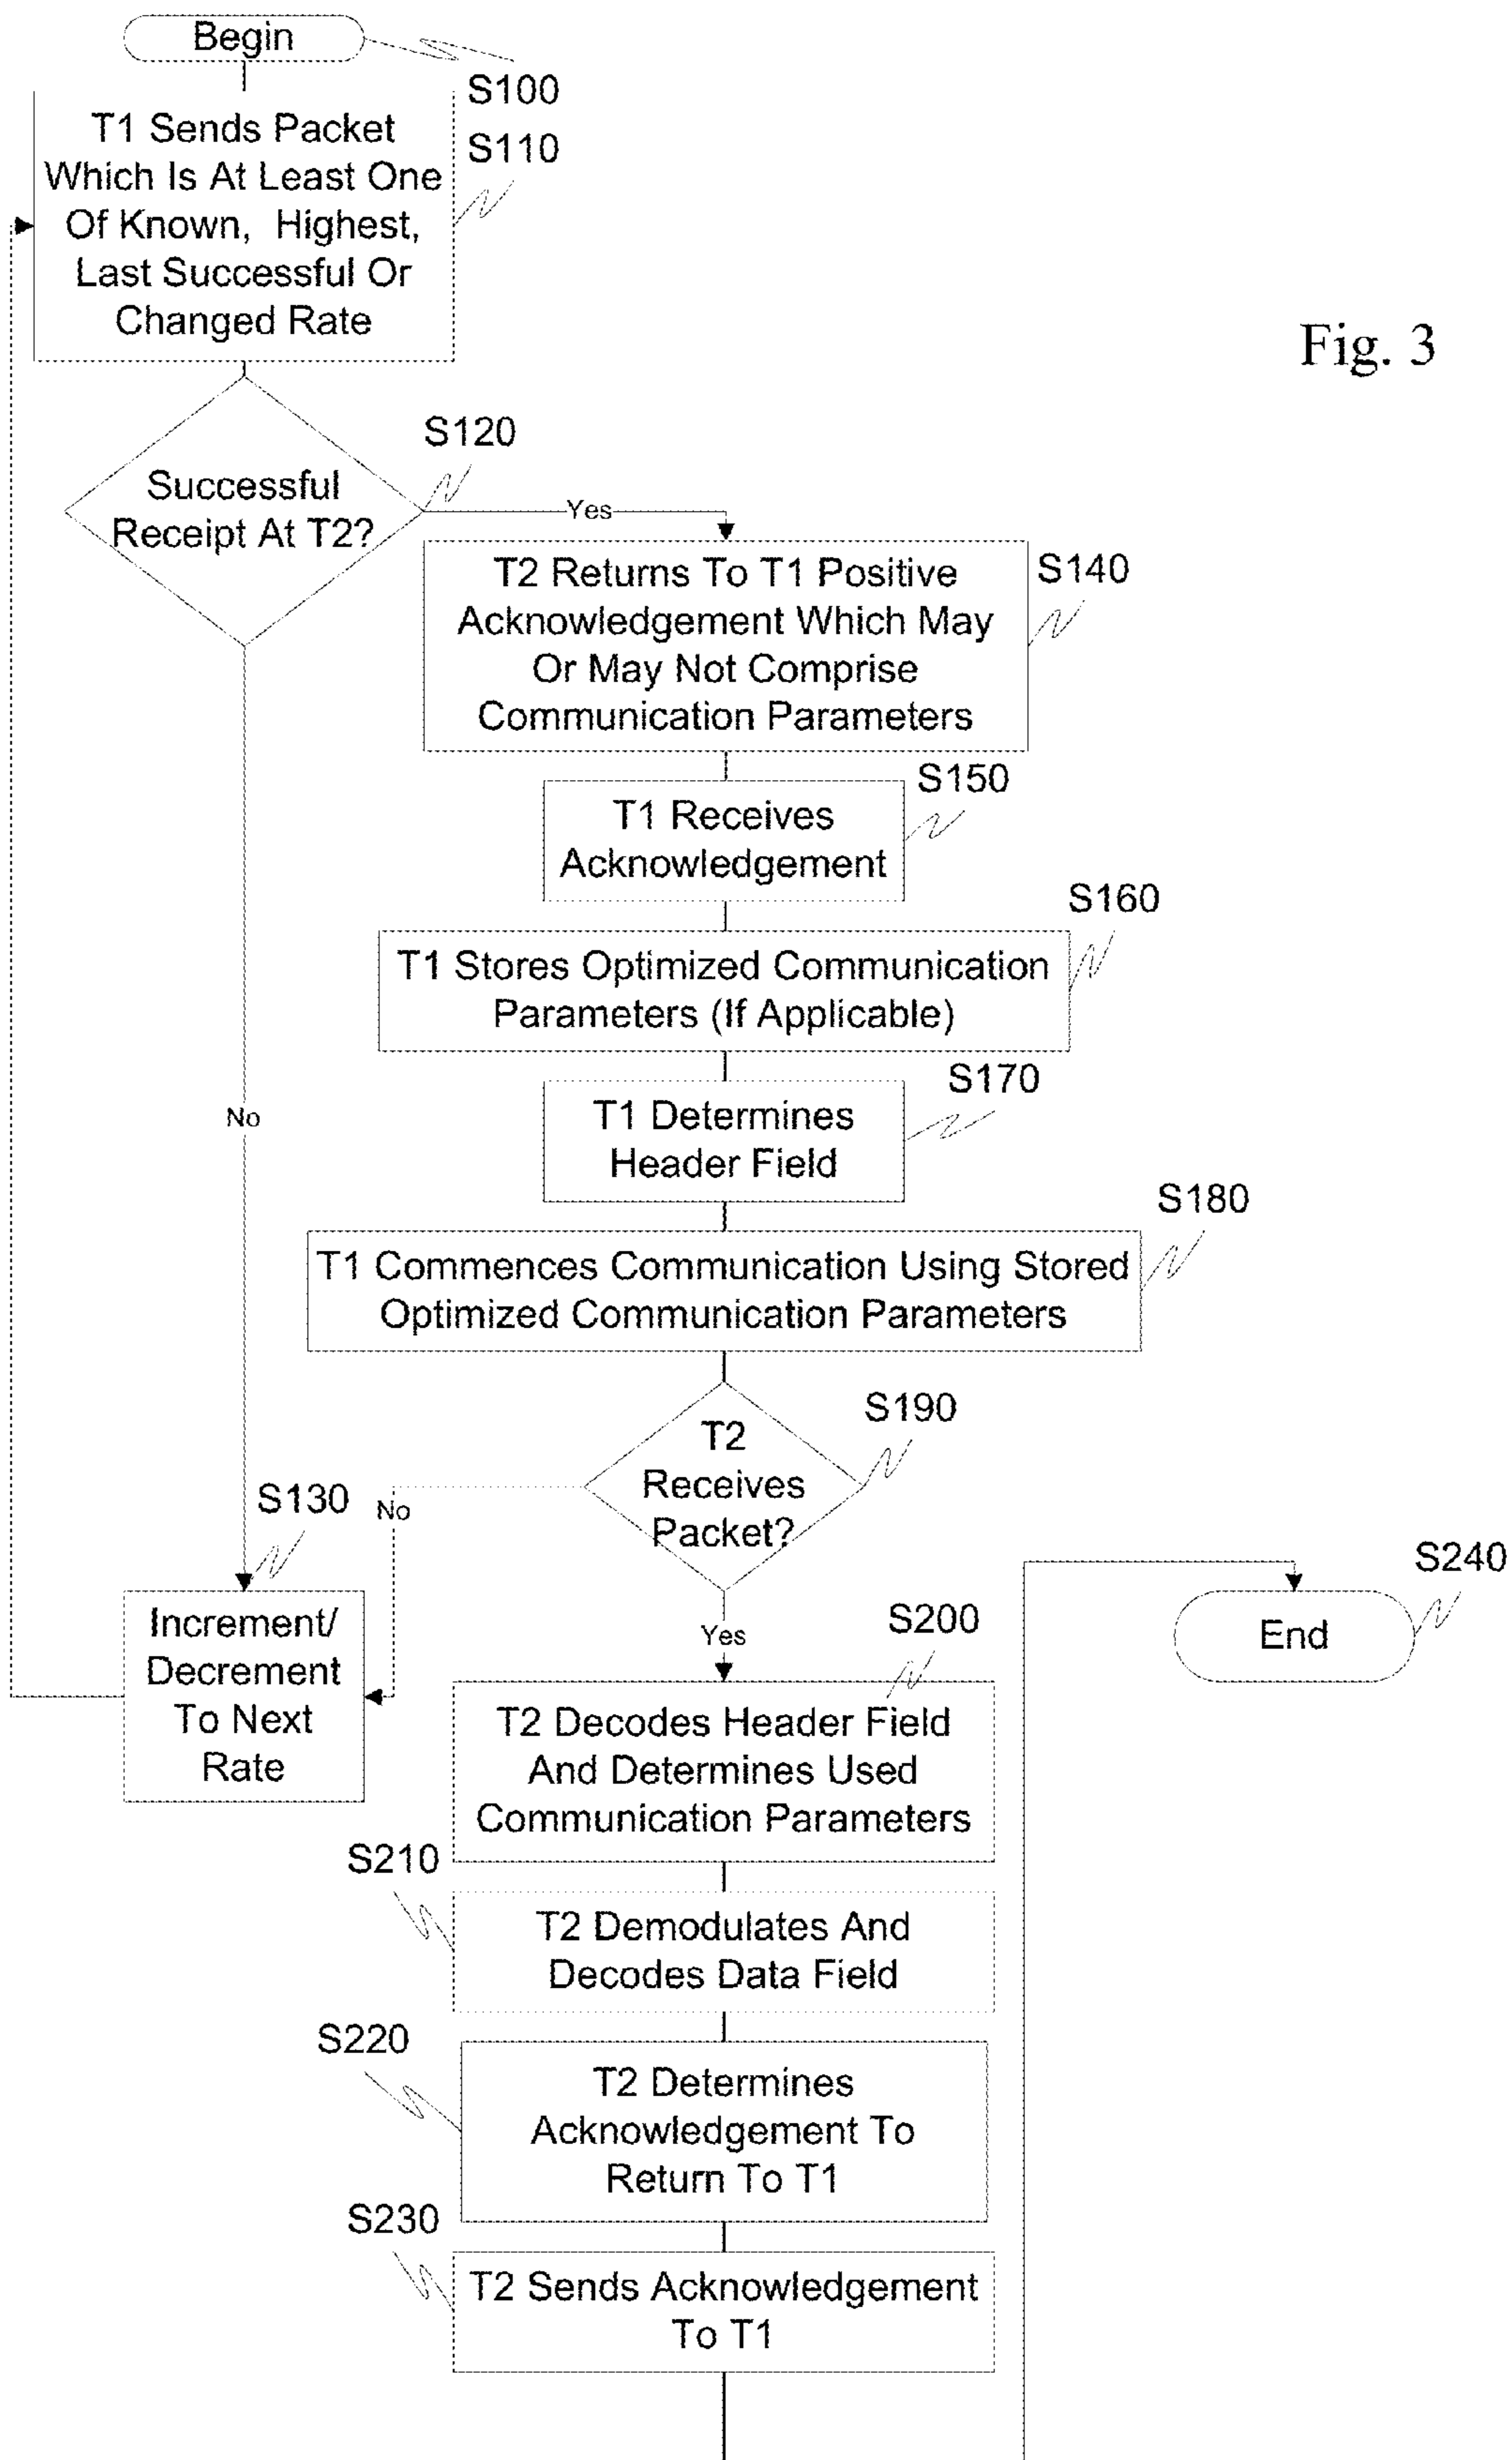 Begin
S100
T1 Sends Packet
Which Is At Least One
Of Known, Highest,
Last Successful Or
Changed Rate
S110
Fig. 3
Successful
Receipt At T2?
S120
Yes
T2 Returns To T1 Positive
Acknowledgement Which May
Or May Not Comprise
Communication Parameters
S140
T1 Receives
Acknowledgement
S150
T1 Stores Optimized Communication
Parameters (If Applicable)
S160
T1 Determines
Header Field
S170
No
T1 Commences Communication Using Stored
Optimized Communication Parameters
S180
T2
Receives
Packet?
S190
No
Yes
S130
Increment/
Decrement
To Next
Rate
S240
End
S200
T2 Decodes Header Field
And Determines Used
Communication Parameters
S210
T2 Demodulates And
Decodes Data Field
S220
T2 Determines
Acknowledgement To
Return To T1
S230
T2 Sends Acknowledgement
To T1